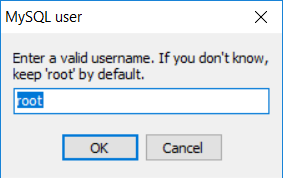 MySQL user
Enter a valid username. If you don't know,
keep 'root' by default.
root
OK Cancel